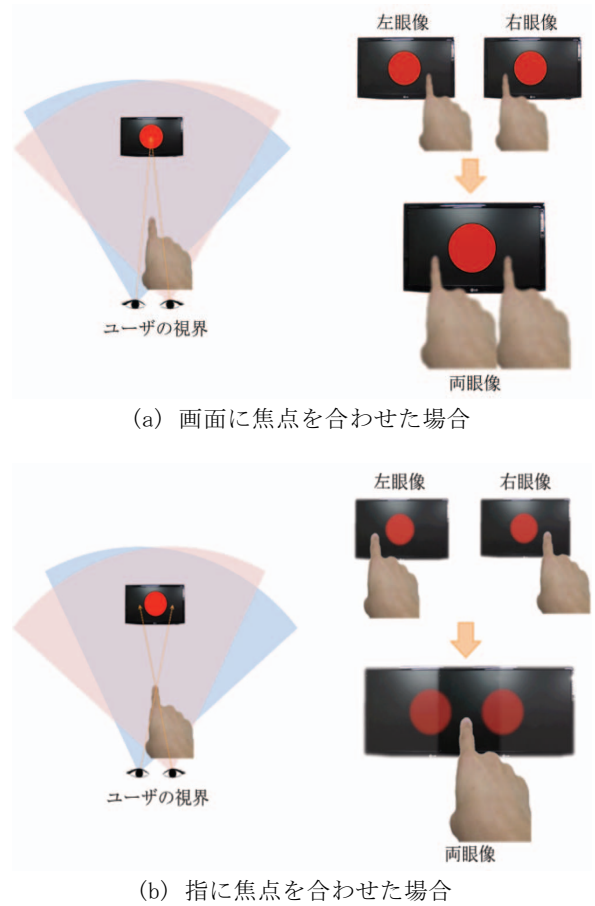 左眼像 右眼像
ユーザの視界
両眼像
(a) 画面に焦点を合わせた場合
左眼像 右眼像
ユーザの視界
両眼像
(b) 指に焦点を合わせた場合